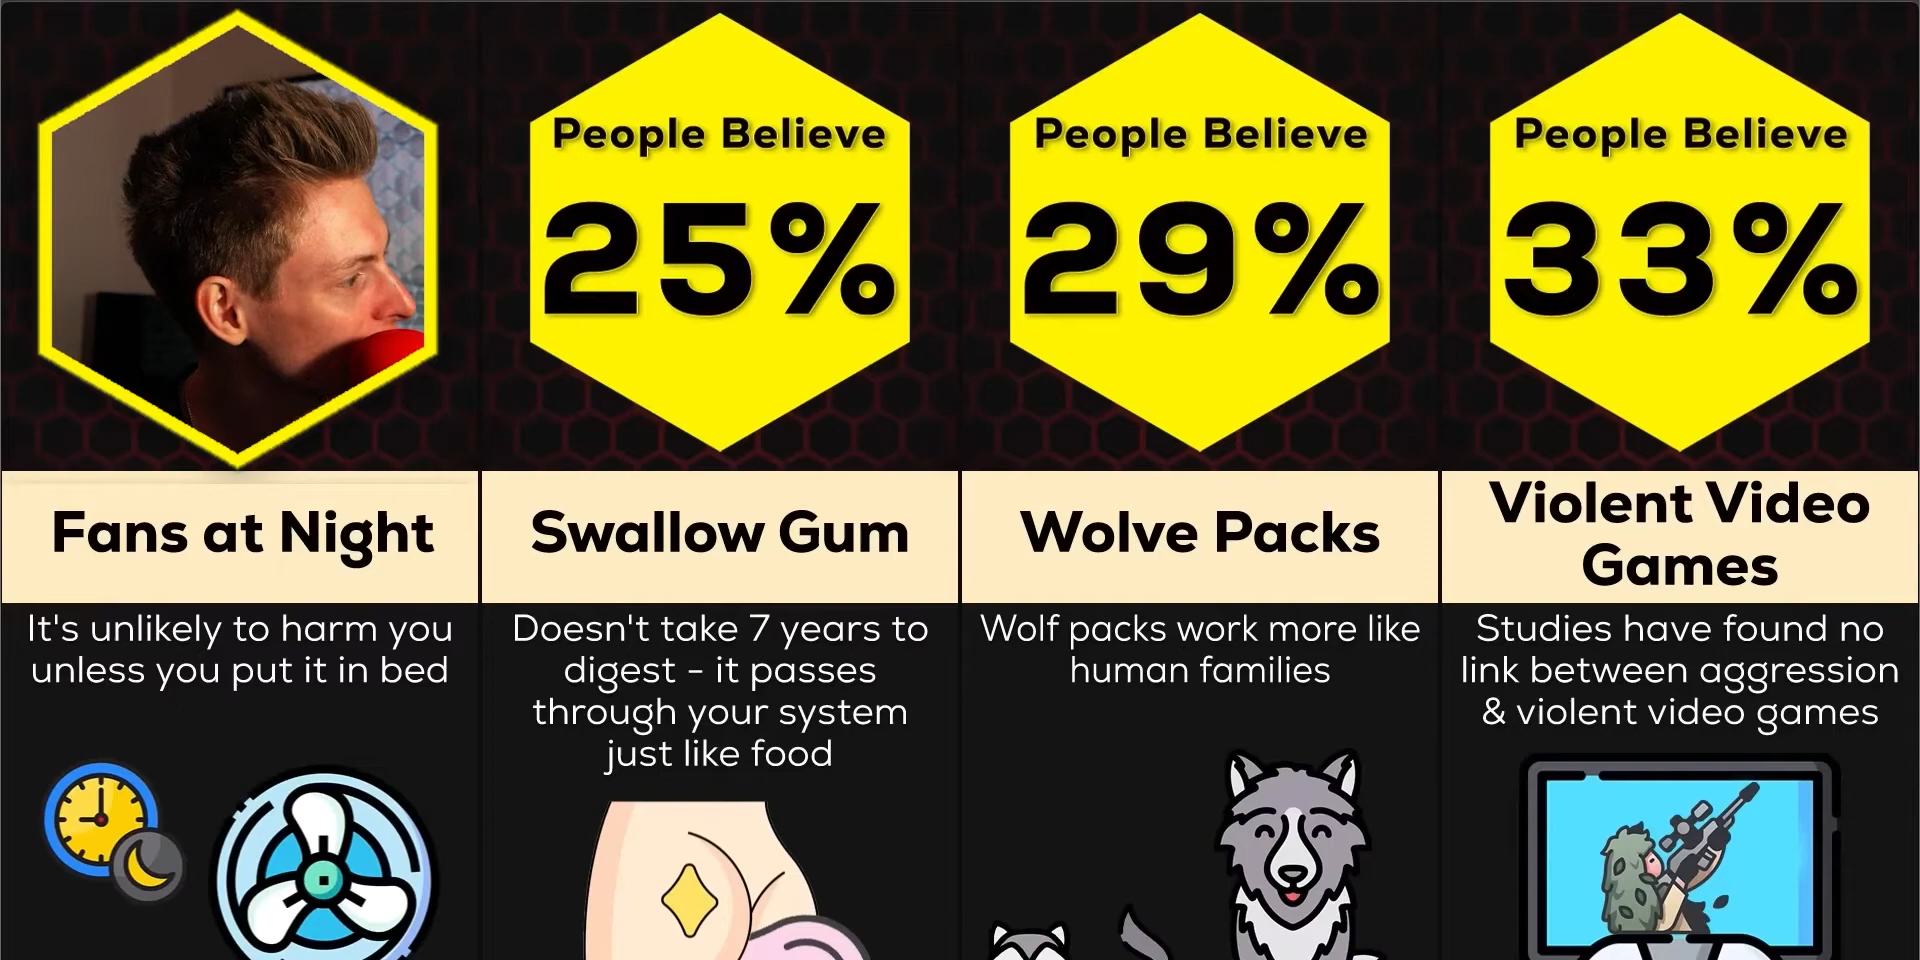 People Believe
25%
People Believe
29%
People Believe
33%
Fans at Night
Swallow Gum
Wolve Packs
Violent Video
Games
It's unlikely to harm you
unless you put it in bed
Doesn't take 7 years to
digest - it passes
through your system
just like food
Wolf packs work more like
human families
Studies have found no
link between aggression
& violent video games